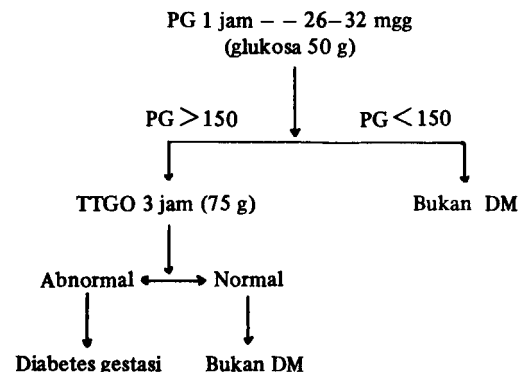 PG 1 jam – – 26–32 mgg
(glukosa 50 g)
PG > 150 PG < 150
TTGO 3 jam (75 g) Bukan DM
Abnormal Normal
Diabetes gestasi Bukan DM